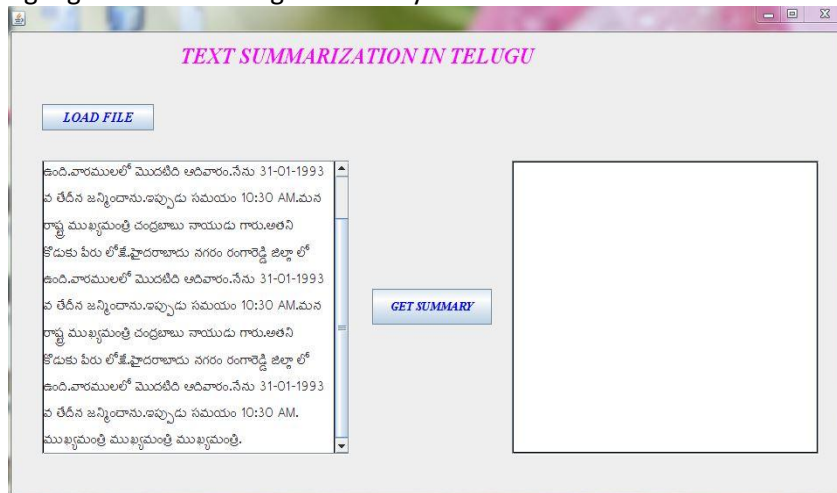 TEXT SUMMARIZATION IN TELUGU
LOAD FILE
ఉంది.వారములలో మొదటిది ఆదివారం.నేను 31-01-1993
వ తేదీన జన్మించాను.ఇప్పుడు సమయం 10:30 AM.మన
రాష్ట్ర ముఖ్యమంత్రి చంద్రబాబు నాయుడు గారు.అతని
కొడుకు పేరు లోకేే.హైదరాబాదు నగరం రంగారెడ్డి జిల్లా లో
ఉంది.వారములలో మొదటిది ఆదివారం.నేను 31-01-1993
వ తేదీన జన్మించాను.ఇప్పుడు సమయం 10:30 AM.మన
రాష్ట్ర ముఖ్యమంత్రి చంద్రబాబు నాయుడు గారు.అతని
కొడుకు పేరు లోకేే.హైదరాబాదు నగరం రంగారెడ్డి జిల్లా లో
ఉంది.వారములలో మొదటిది ఆదివారం.నేను 31-01-1993
వ తేదీన జన్మించాను.ఇప్పుడు సమయం 10:30 AM.
ముఖ్యమంత్రి ముఖ్యమంత్రి ముఖ్యమంత్రి.
GET SUMMARY